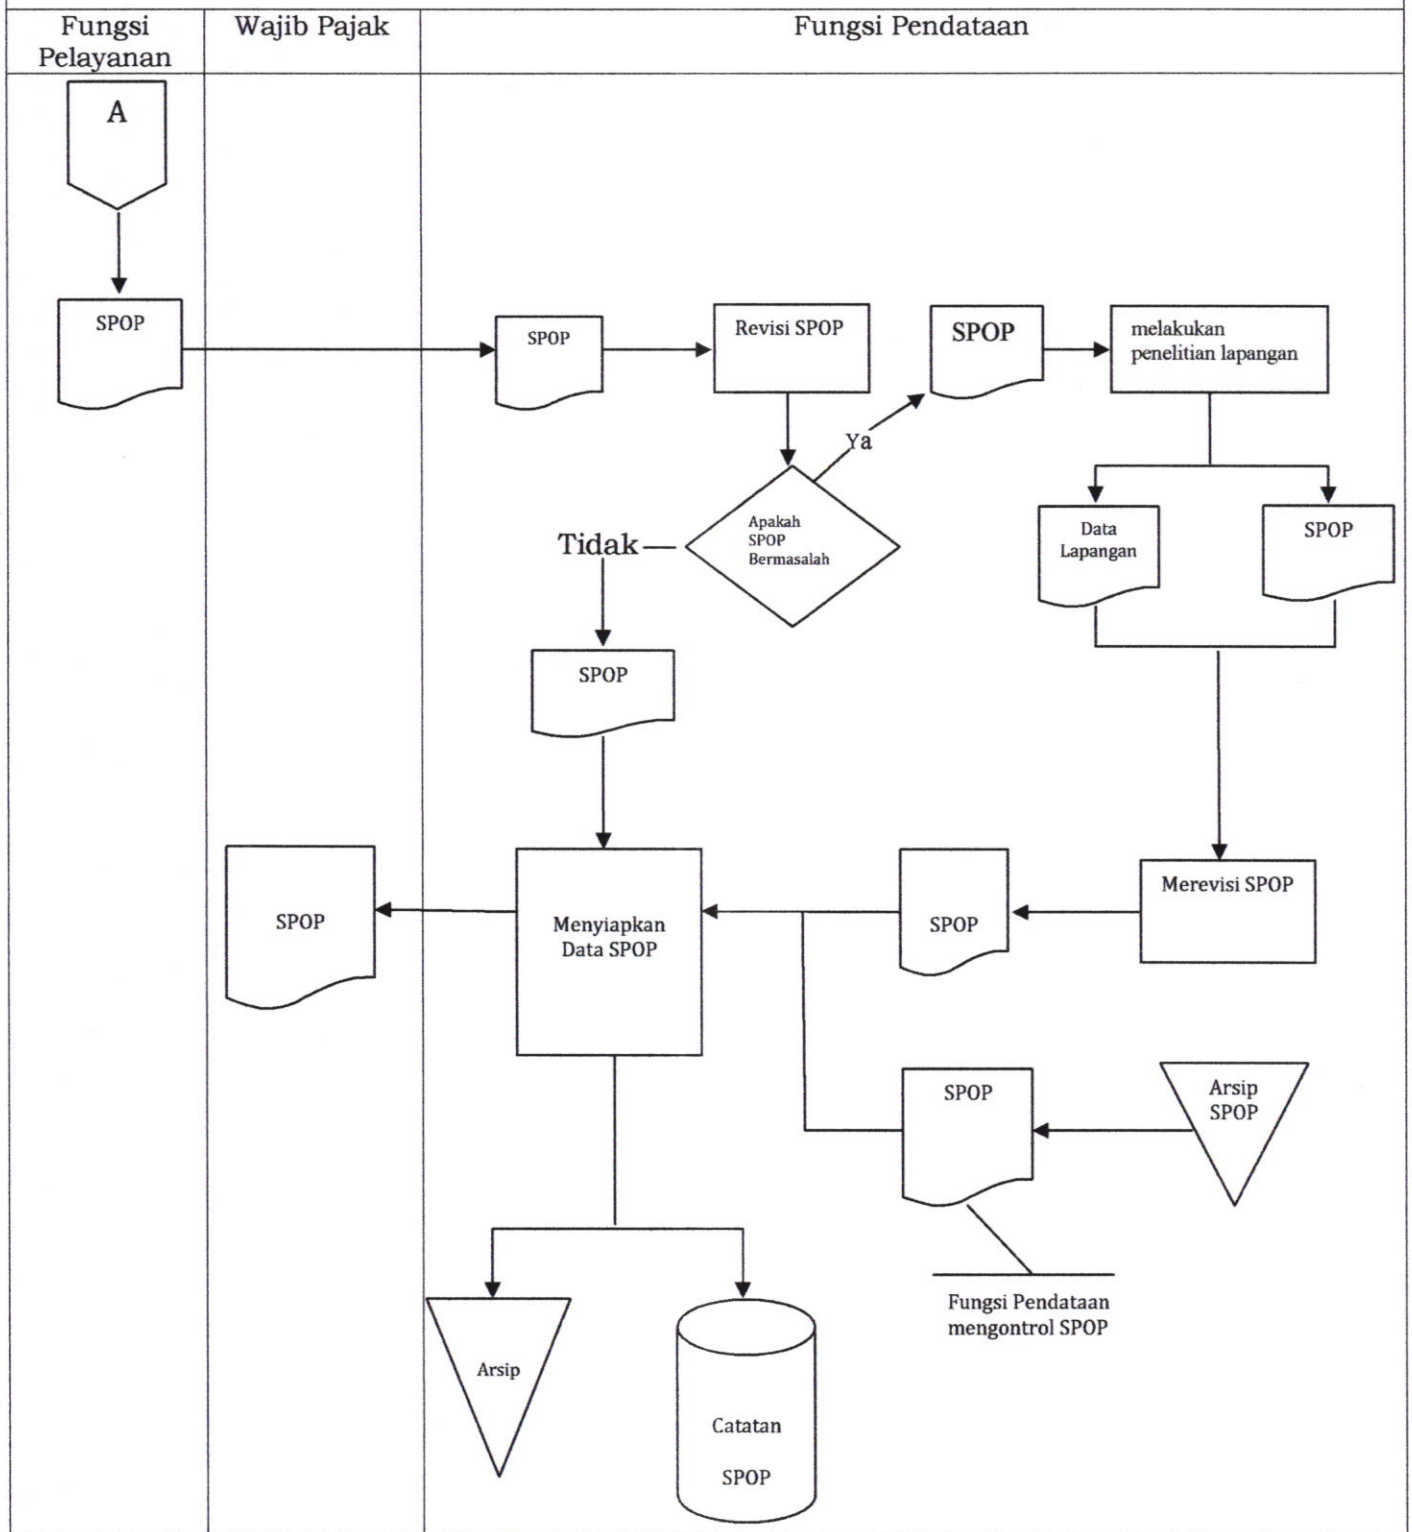 Fungsi
Pelayanan
Wajib Pajak
Fungsi Pendataan
A
SPOP
SPOP
Revisi SPOP
SPOP
melakukan
penelitian lapangan
Ya
Apakah
SPOP
Bermasalah
Tidak
Data
Lapangan
SPOP
SPOP
SPOP
Menyiapkan
Data SPOP
SPOP
Merevisi SPOP
SPOP
Arsip
SPOP
Fungsi Pendataan
mengontrol SPOP
Arsip
Catatan
SPOP